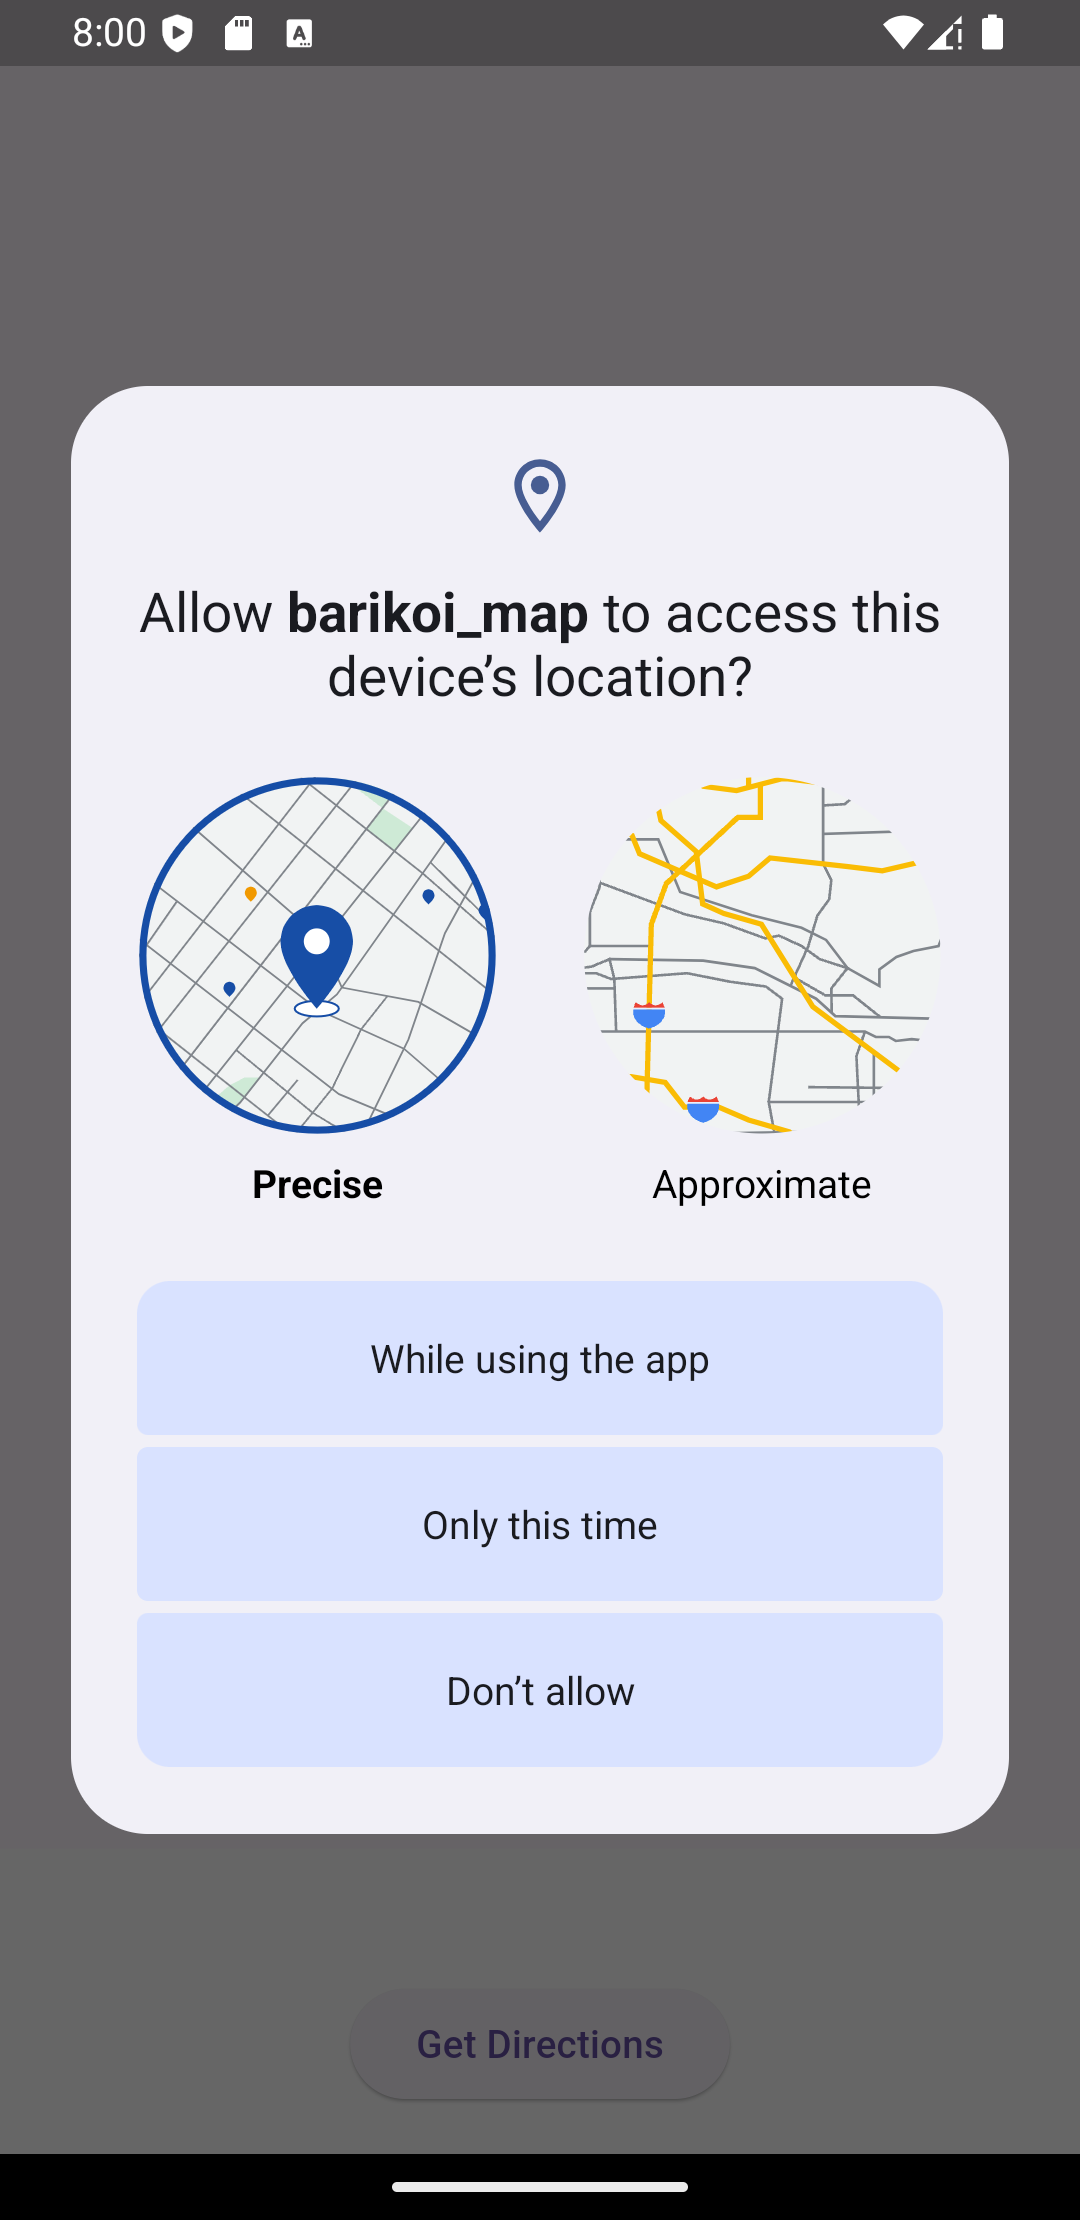 8:00
Allow barikoi_map to access this
device’s location?
Precise
Approximate
While using the app
Only this time
Don’t allow
Get Directions